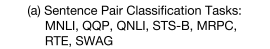 (a) Sentence Pair Classification Tasks:
MNLI, QQP, QNLI, STS-B, MRPC,
RTE, SWAG